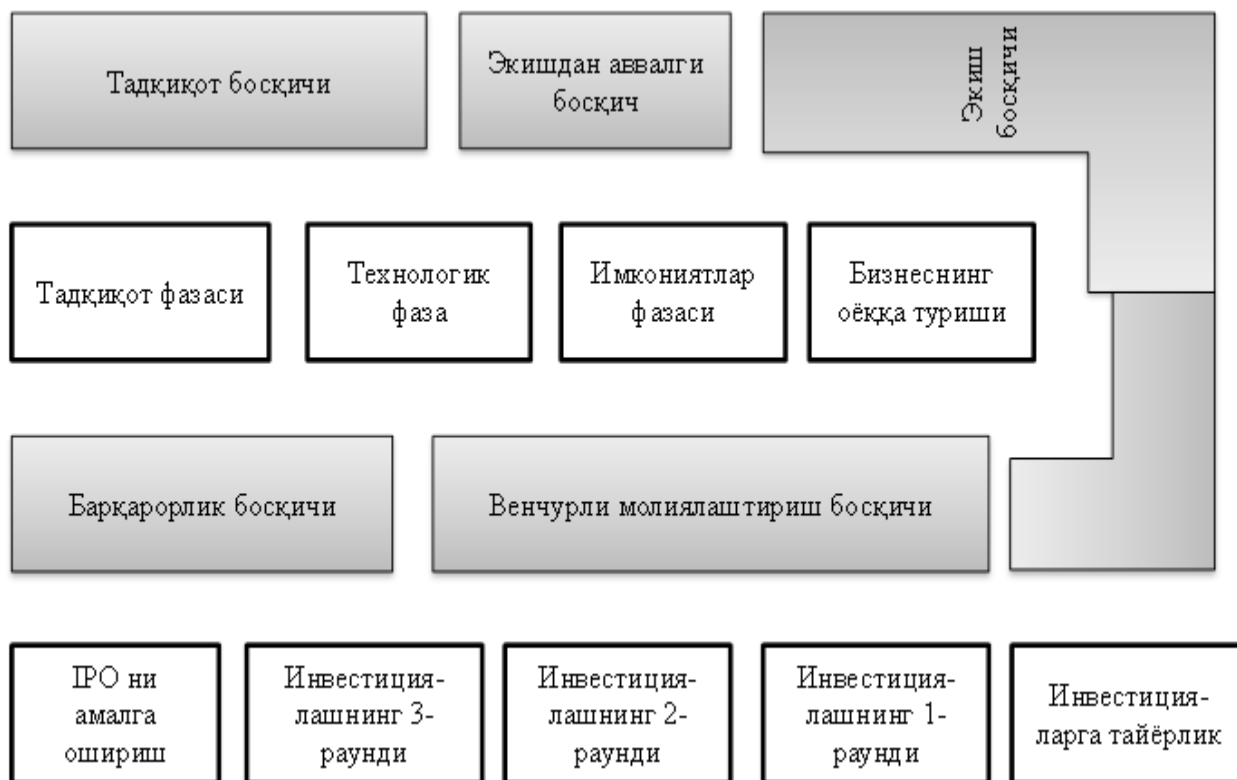 Тадқиқот босқичи
Экишдан аввалги
босқич
Экиш
босқичи
Тадқиқот фазаси
Технологик
фаза
Имкониятлар
фазаси
Бизнеснинг
оёққа туриши
Барқарорлик босқичи
Венчурли молиялаштириш босқичи
IPO ни
амалга
ошириш
Инвестиция-
лашнинг 3-
раунди
Инвестиция-
лашнинг 2-
раунди
Инвестиция-
лашнинг 1-
раунди
Инвестиция-
ларга тайёрлик